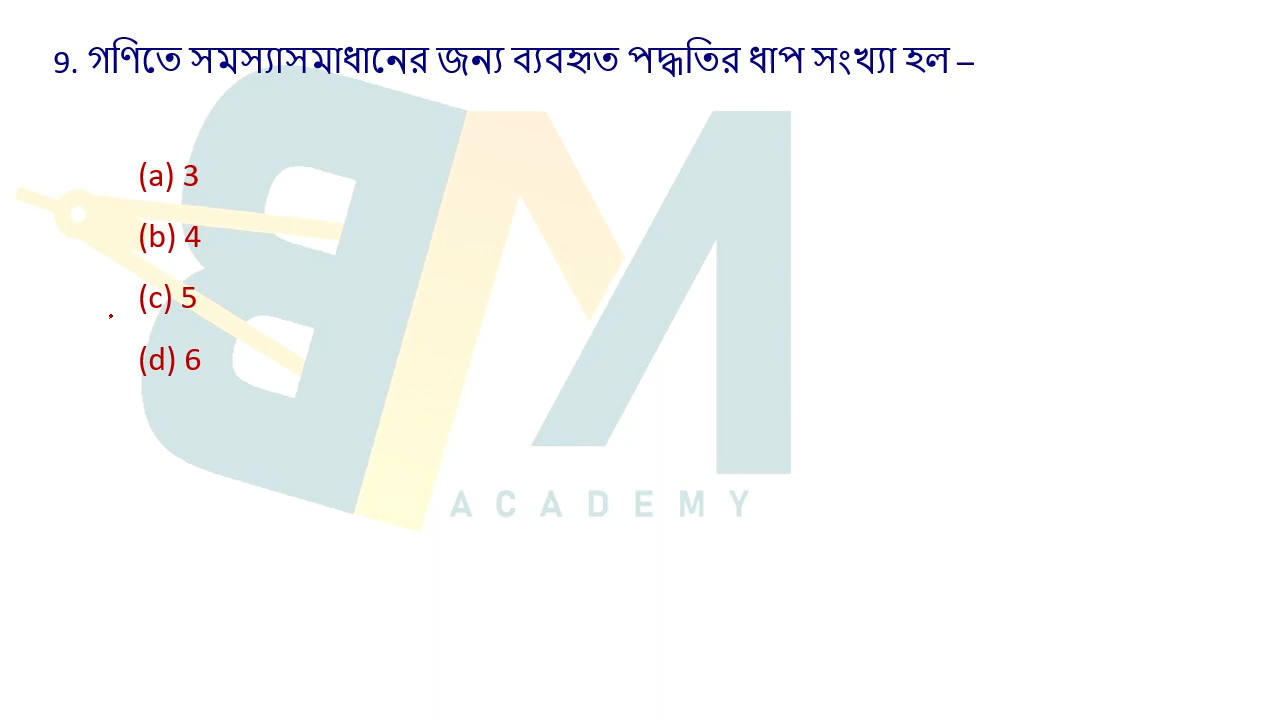 9. গণিতে সমস্যাসমাধানের জন্য ব্যবহৃত পদ্ধতির ধাপ সংখ্যা হল –
(a) 3
(b) 4
(c) 5
(d) 6
ACADEMY